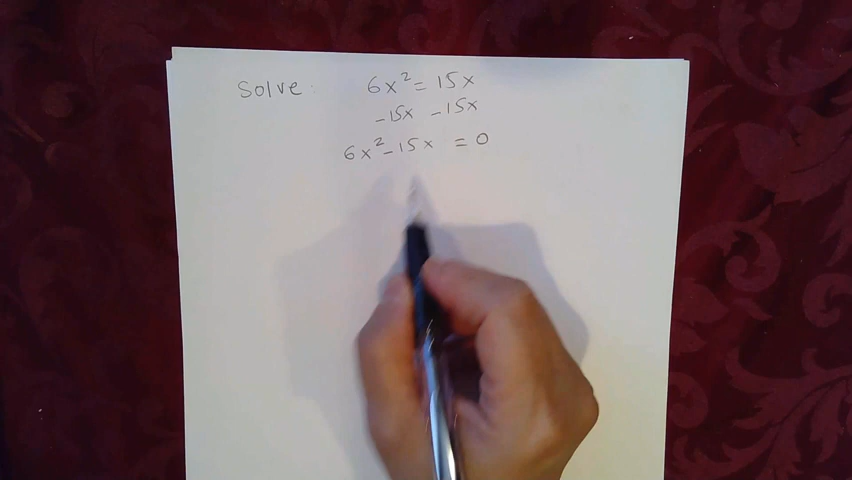 Solve: 6x² = 15x
-15x -15x
6x² - 15x = 0